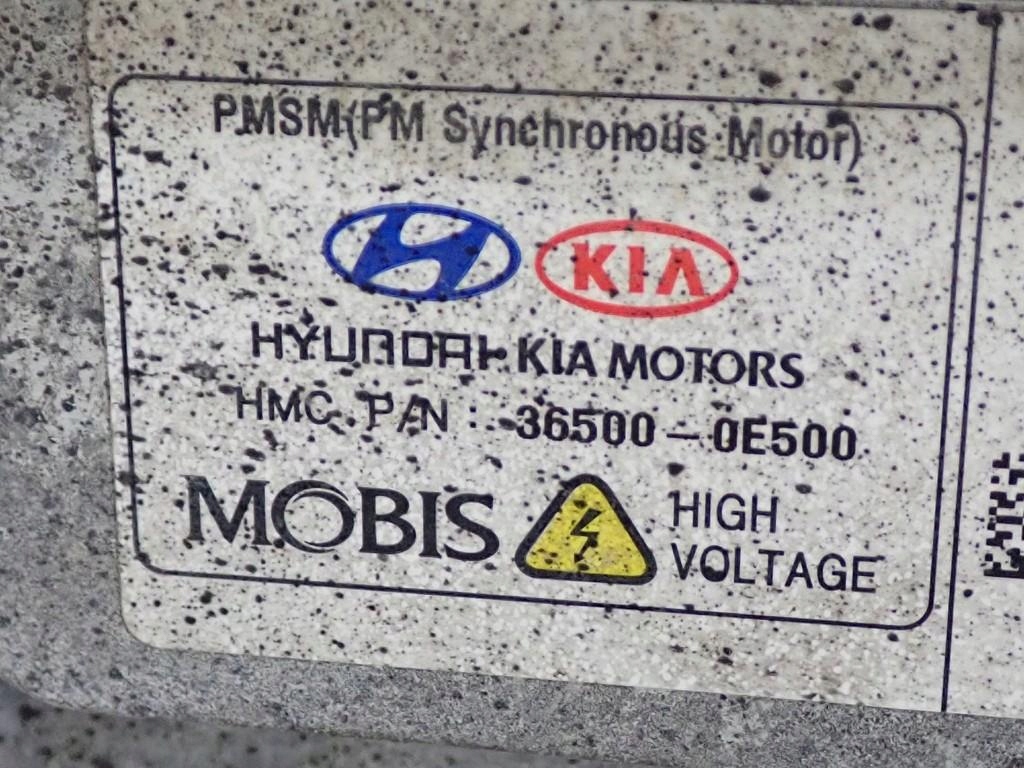 PMSM(PM Synchronous Motor)
KIA
HYUNDAI-KIA MOTORS
HMC P/N : 36500-0E500
MOBIS
HIGH
VOLTAGE